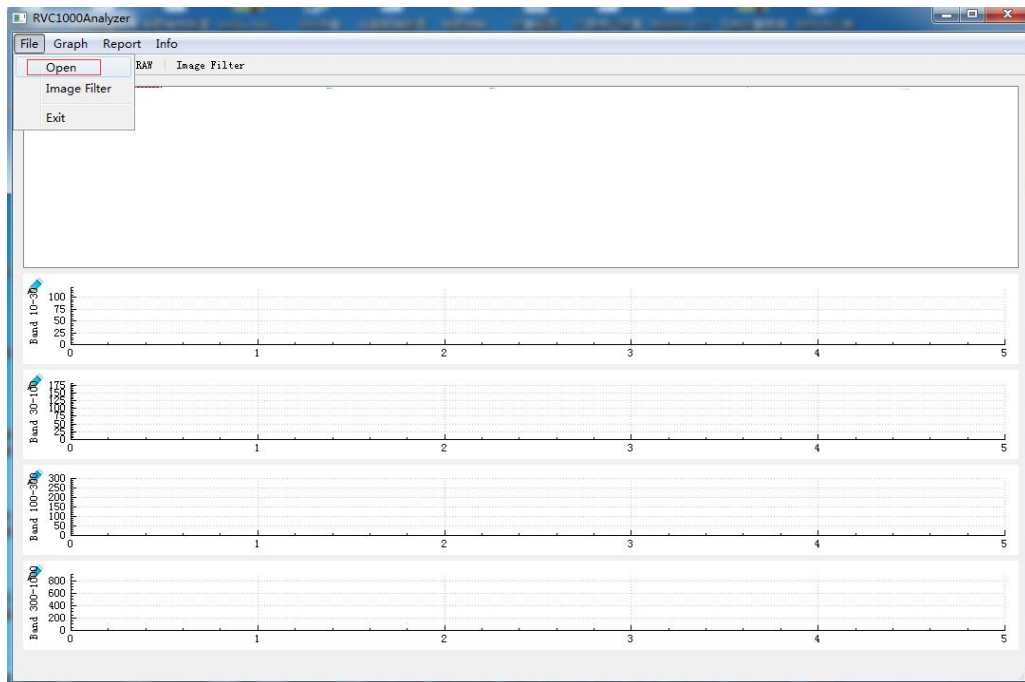 RVC1000Analyzer
File Graph Report Info
Open
RAW Image Filter
Image Filter
Exit
Band 10-30
100
75
50
25
0
0 1 2 3 4 5
Band 30-100
175
150
125
100
75
50
25
0
0 1 2 3 4 5
Band 100-300
300
250
200
150
100
50
0
0 1 2 3 4 5
Band 300-1000
800
600
400
200
0
0 1 2 3 4 5